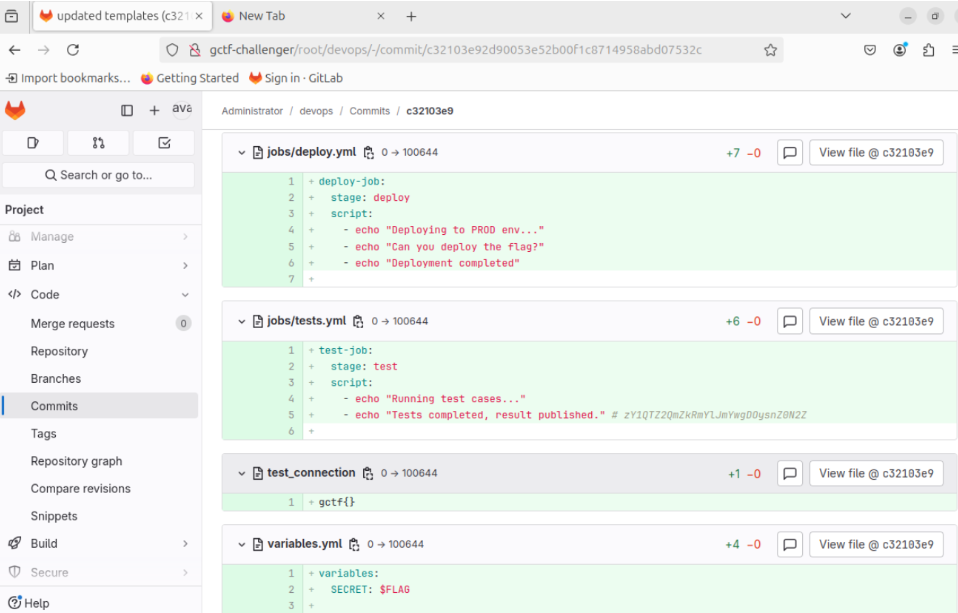 updated templates (c321
New Tab
gctf-challenger/root/devops/-/commit/c32103e92d90053e52b00f1c8714958abd07532c
Import bookmarks...
Getting Started
Sign in · GitLab
ava
Administrator / devops / Commits / c32103e9
Search or go to...
Project
Manage
Plan
Code
Merge requests 0
Repository
Branches
Commits
Tags
Repository graph
Compare revisions
Snippets
Build
Secure
Help
jobs/deploy.yml 0 → 100644 +7 −0 View file @ c32103e9
1 + deploy-job:
2 + stage: deploy
3 + script:
4 + - echo "Deploying to PROD env..."
5 + - echo "Can you deploy the flag?"
6 + - echo "Deployment completed"
7 +
jobs/tests.yml 0 → 100644 +6 −0 View file @ c32103e9
1 + test-job:
2 + stage: test
3 + script:
4 + - echo "Running test cases..."
5 + - echo "Tests completed, result published." # zY1QTZ2QmZkRmYlJmYwgDOysnZ0N2Z
6 +
test_connection 0 → 100644 +1 −0 View file @ c32103e9
1 + gctf{}
variables.yml 0 → 100644 +4 −0 View file @ c32103e9
1 + variables:
2 + SECRET: $FLAG
3 +